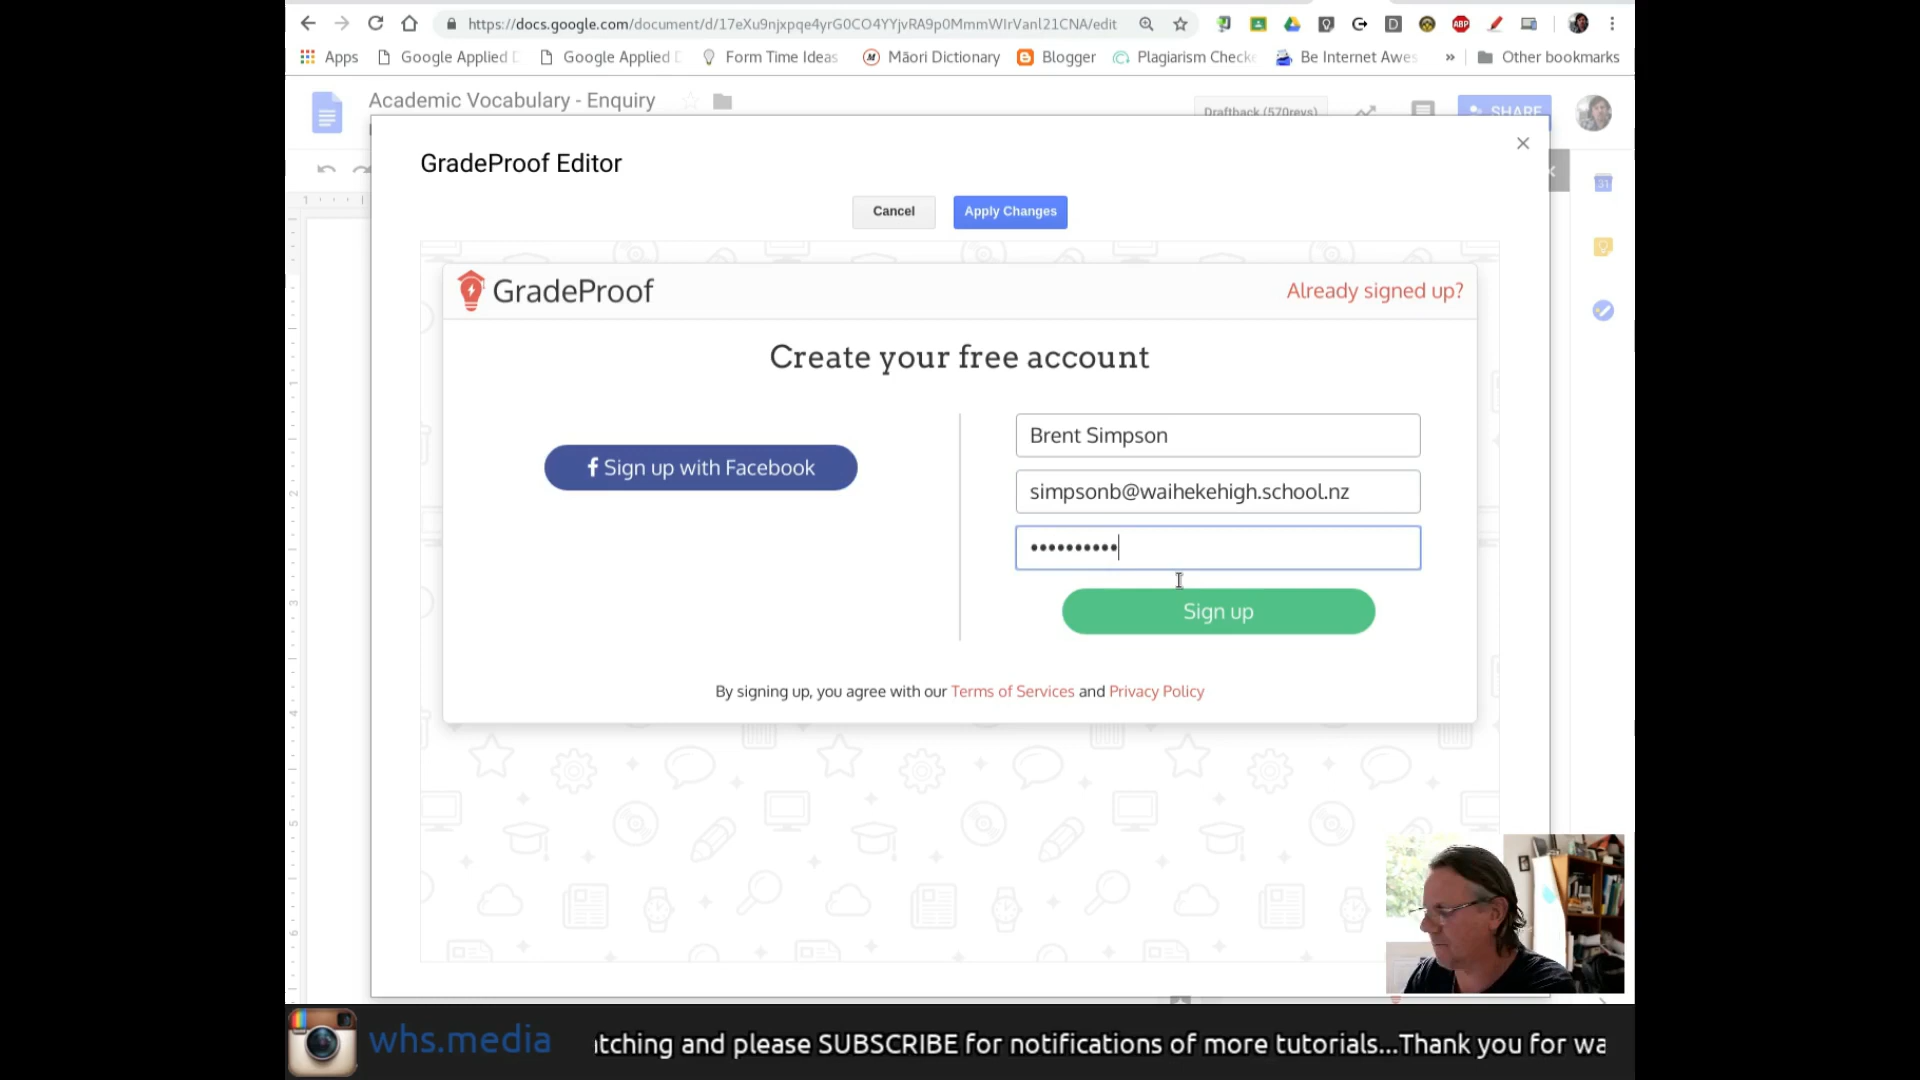 https://docs.google.com/document/d/17eXu9njxpqe4yrG0CO4YYjvRA9p0MmmWIrVanl21CNA/edit
Apps Google Applied Google Applied Form Time Ideas Māori Dictionary Blogger Plagiarism Checke Be Internet Awes » Other bookmarks
Academic Vocabulary - Enquiry
Draftback (570revs) SHARE
GradeProof Editor
Cancel Apply Changes
GradeProof Already signed up?
Create your free account
Brent Simpson
Sign up with Facebook
simpsonb@waihekehigh.school.nz
••••••••••
Sign up
By signing up, you agree with our Terms of Services and Privacy Policy
whs.media atching and please SUBSCRIBE for notifications of more tutorials...Thank you for wa